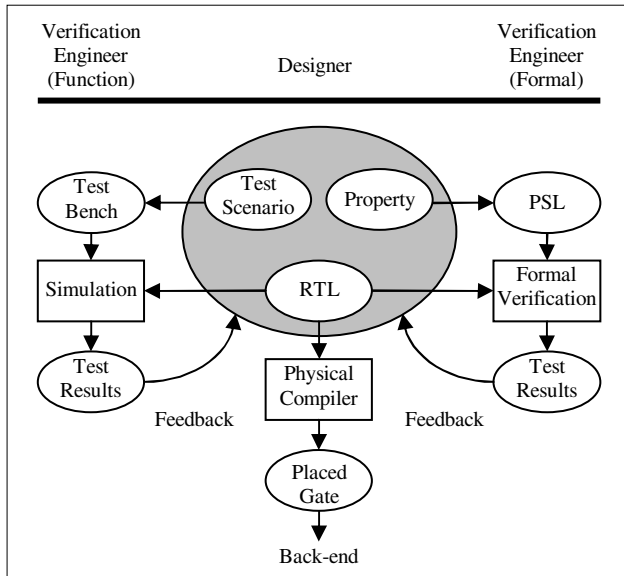 Verification
Engineer
(Function)
Designer
Verification
Engineer
(Formal)
Test
Bench
Test
Scenario
Property
PSL
Simulation
RTL
Formal
Verification
Test
Results
Feedback
Physical
Compiler
Feedback
Test
Results
Placed
Gate
Back-end